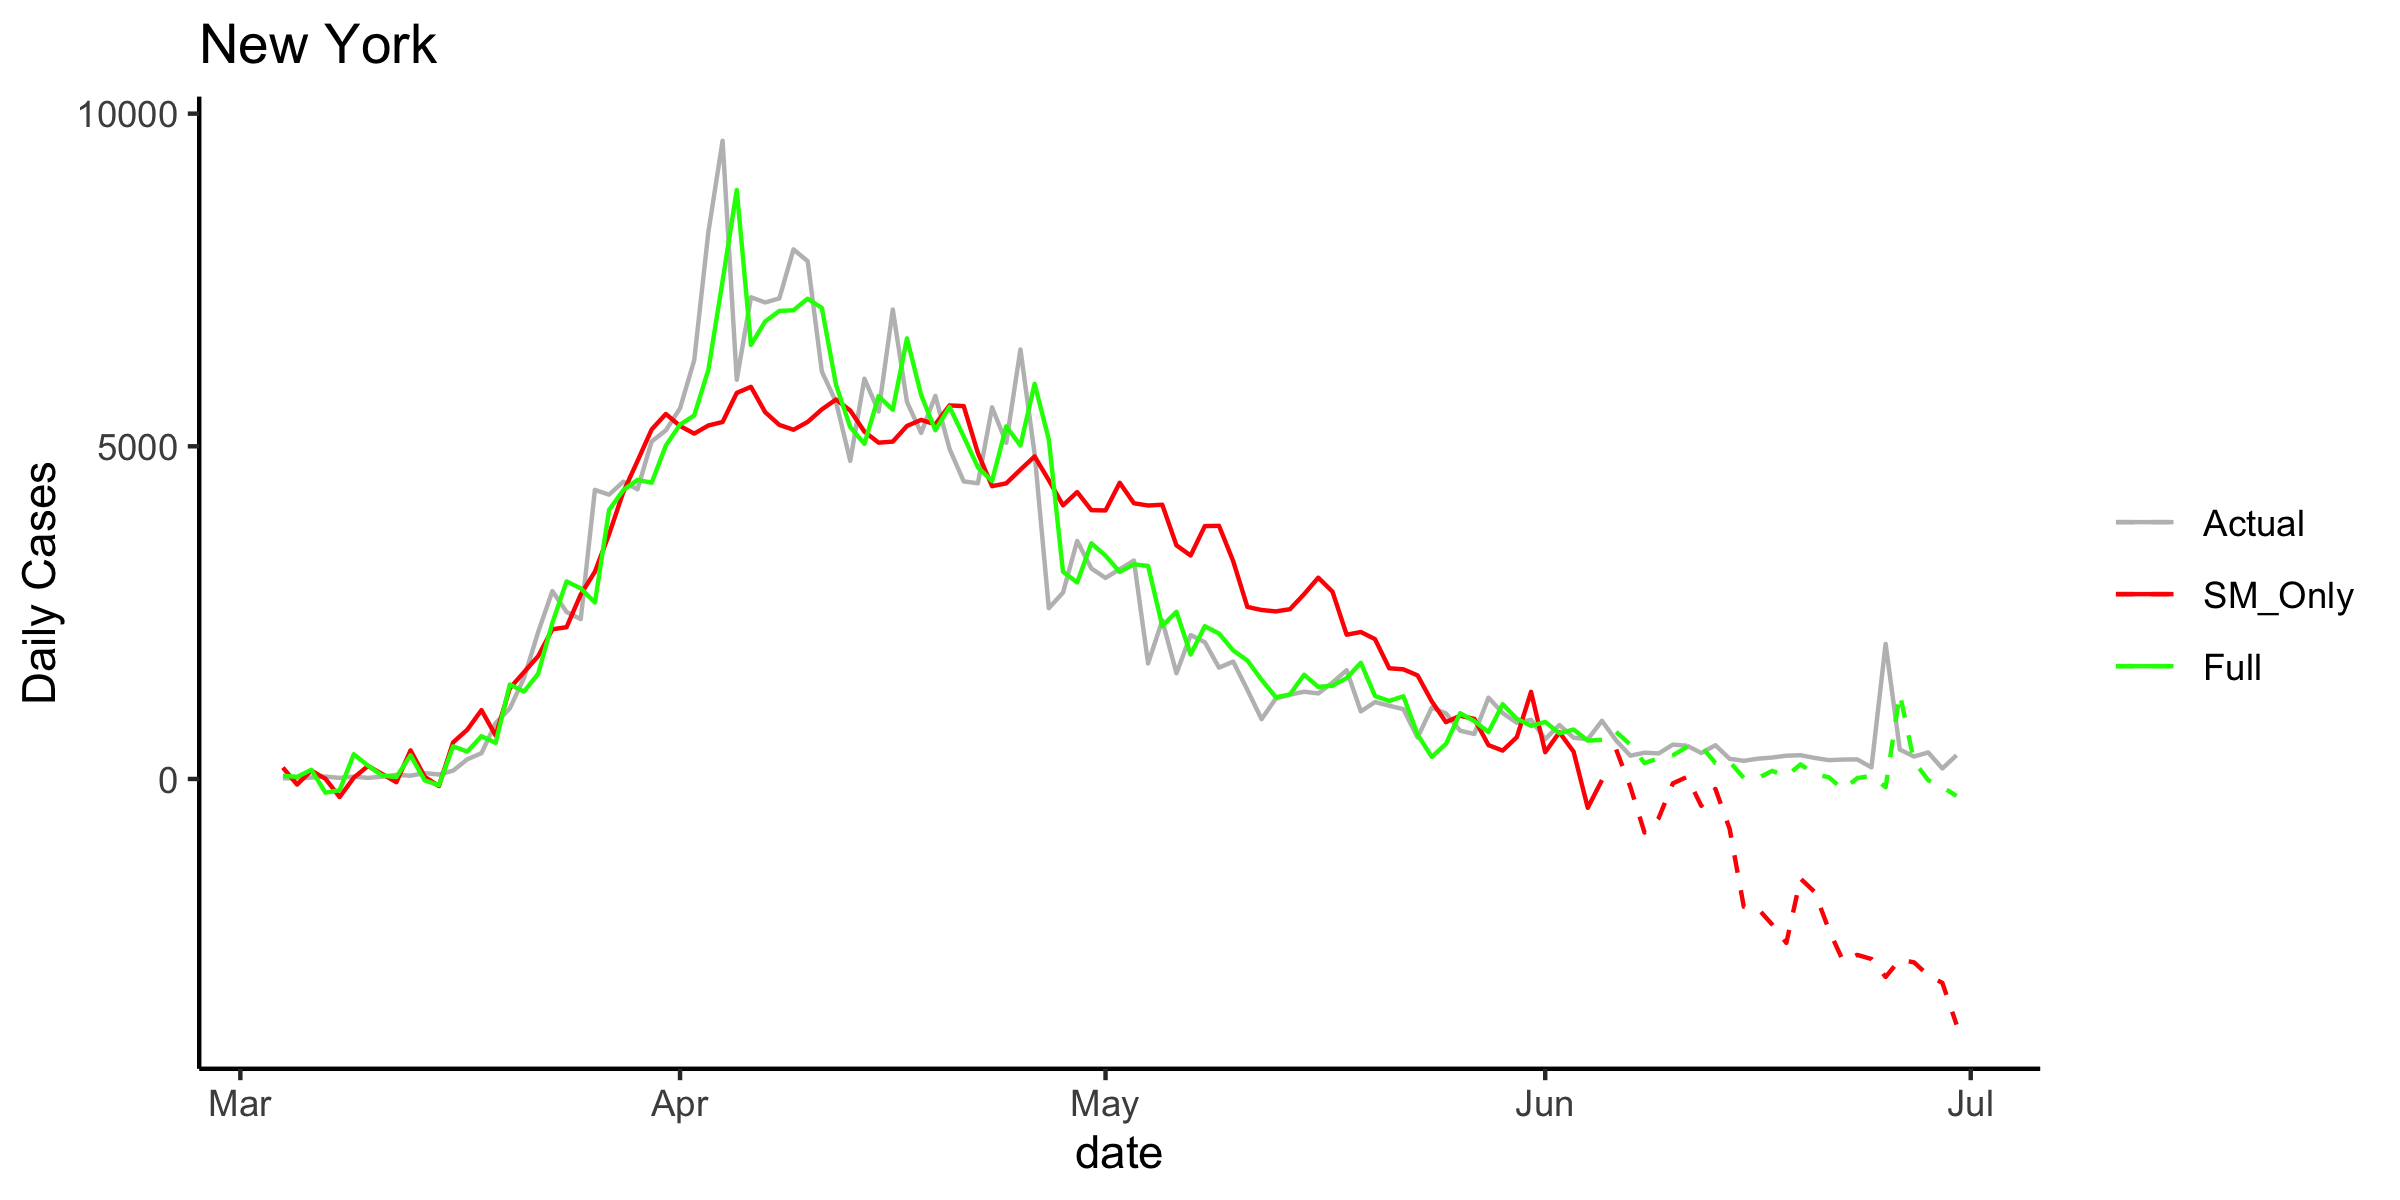 New York
10000
5000
0
Daily Cases
Mar
Apr
May
Jun
Jul
date
Actual
SM_Only
Full